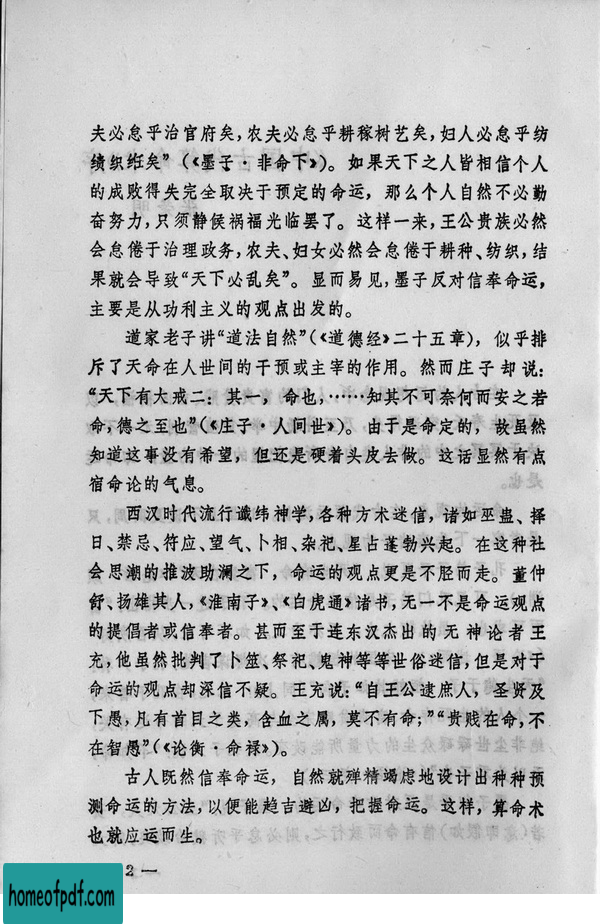 夫必怠乎治官府矣，农夫必怠乎耕稼树艺矣，妇人必怠乎纺
绩织纴矣”（《墨子·非命下》）。如果天下之人皆相信个人
的成败得失完全取决于预定的命运，那么个人自然不必勤
奋努力，只须静候祸福光临罢了。这样一来，王公贵族必然
会怠倦于治理政务，农夫、妇女必然会怠倦于耕种、纺织，结
果就会导致“天下必乱矣”。显而易见，墨子反对信奉命运，
主要是从功利主义的观点出发的。
道家老子讲“道法自然”（《道德经》二十五章），似乎排
斥了天命在人世间的干预或主宰的作用。然而庄子却说：
“天下有大戒二：其一，命也，……知其不可奈何而安之若
命，德之至也”（《庄子·人间世》）。由于是命定的，故虽然
知道这事没有希望，但还是硬着头皮去做。这话显然有点
宿命论的气息。
西汉时代流行谶纬神学，各种方术迷信，诸如巫蛊、择
日、禁忌、符应、望气、卜相、杂祀、星占蓬勃兴起。在这种社
会思潮的推波助澜之下，命运的观点更是不胫而走。董仲
舒、扬雄其人，《淮南子》、《白虎通》诸书，无一不是命运观点
的提倡者或信奉者。甚而至于连东汉杰出的无神论者王
充，他虽然批判了卜筮、祭祀、鬼神等等世俗迷信，但是对于
命运的观点却深信不疑。王充说：“自王公逮庶人，圣贤及
下愚，凡有首目之类，含血之属，莫不有命；”“贵贱在命，不
在智愚”（《论衡·命禄》）。
古人既然信奉命运，自然就殚精竭虑地设计出种种预
测命运的方法，以便能趋吉避凶，把握命运。这样，算命术
也就应运而生。
2 —
homeofpdf.com